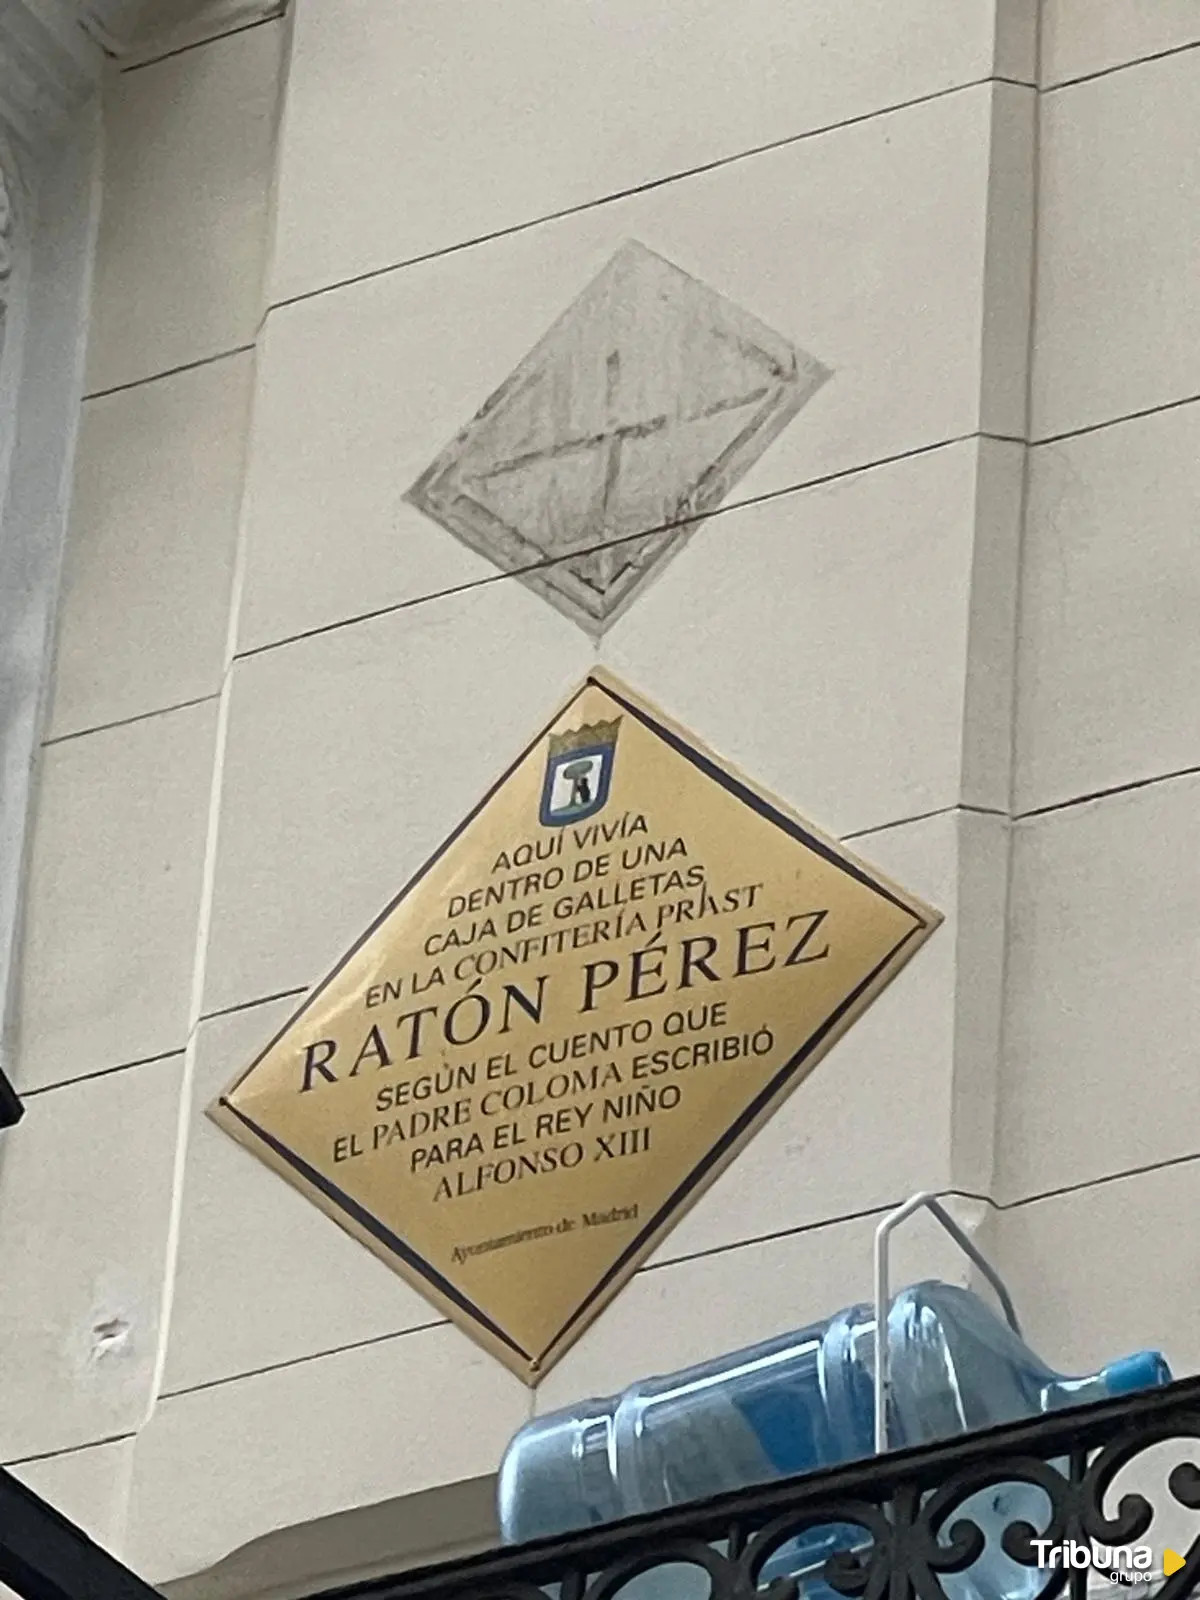 AQUÍ VIVÍA
DENTRO DE UNA
CAJA DE GALLETAS,
EN LA CONFITERÍA PRAST
RATÓN PÉREZ
SEGÚN EL CUENTO QUE
EL PADRE COLOMA ESCRIBIÓ
PARA EL REY NIÑO
ALFONSO XIII
Ayuntamiento de Madrid
Tribuna
grupo